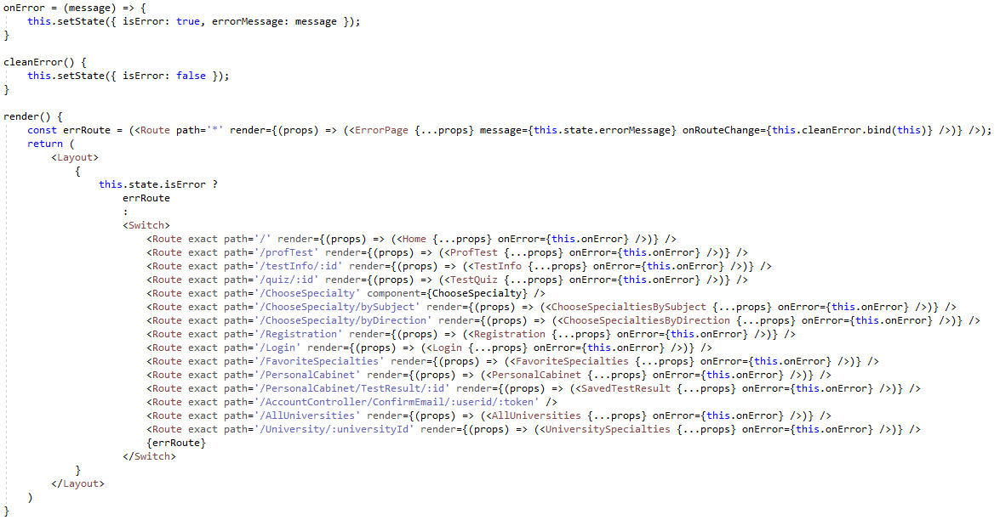 onError = (message) => {
    this.setState({ isError: true, errorMessage: message });
}

cleanError() {
    this.setState({ isError: false });
}

render() {
    const errRoute = (<Route path='*' render={(props) => (<ErrorPage {...props} message={this.state.errorMessage} onRouteChange={this.cleanError.bind(this)} />)} />);
    return (
        <Layout>
            {
                this.state.isError ?
                    errRoute
                    :
                    <Switch>
                        <Route exact path='/' render={(props) => (<Home {...props} onError={this.onError} />)} />
                        <Route exact path='/profTest' render={(props) => (<ProfTest {...props} onError={this.onError} />)} />
                        <Route exact path='/testInfo/:id' render={(props) => (<TestInfo {...props} onError={this.onError} />)} />
                        <Route exact path='/quiz/:id' render={(props) => (<TestQuiz {...props} onError={this.onError} />)} />
                        <Route exact path='/ChooseSpecialty' component={ChooseSpecialty} />
                        <Route exact path='/ChooseSpecialty/bySubject' render={(props) => (<ChooseSpecialtiesBySubject {...props} onError={this.onError} />)} />
                        <Route exact path='/ChooseSpecialty/byDirection' render={(props) => (<ChooseSpecialtiesByDirection {...props} onError={this.onError} />)} />
                        <Route exact path='/Registration' render={(props) => (<Registration {...props} onError={this.onError} />)} />
                        <Route exact path='/Login' render={(props) => (<Login {...props} onError={this.onError} />)} />
                        <Route exact path='/FavoriteSpecialties' render={(props) => (<FavoriteSpecialties {...props} onError={this.onError} />)} />
                        <Route exact path='/PersonalCabinet' render={(props) => (<PersonalCabinet {...props} onError={this.onError} />)} />
                        <Route exact path='/PersonalCabinet/TestResult/:id' render={(props) => (<SavedTestResult {...props} onError={this.onError} />)} />
                        <Route exact path='/AccountController/ConfirmEmail/:userid/:token' />
                        <Route exact path='/AllUniversities' render={(props) => (<AllUniversities {...props} onError={this.onError} />)} />
                        <Route exact path='/University/:universityId' render={(props) => (<UniversitySpecialties {...props} onError={this.onError} />)} />
                        {errRoute}
                    </Switch>
            }
        </Layout>
    )
}